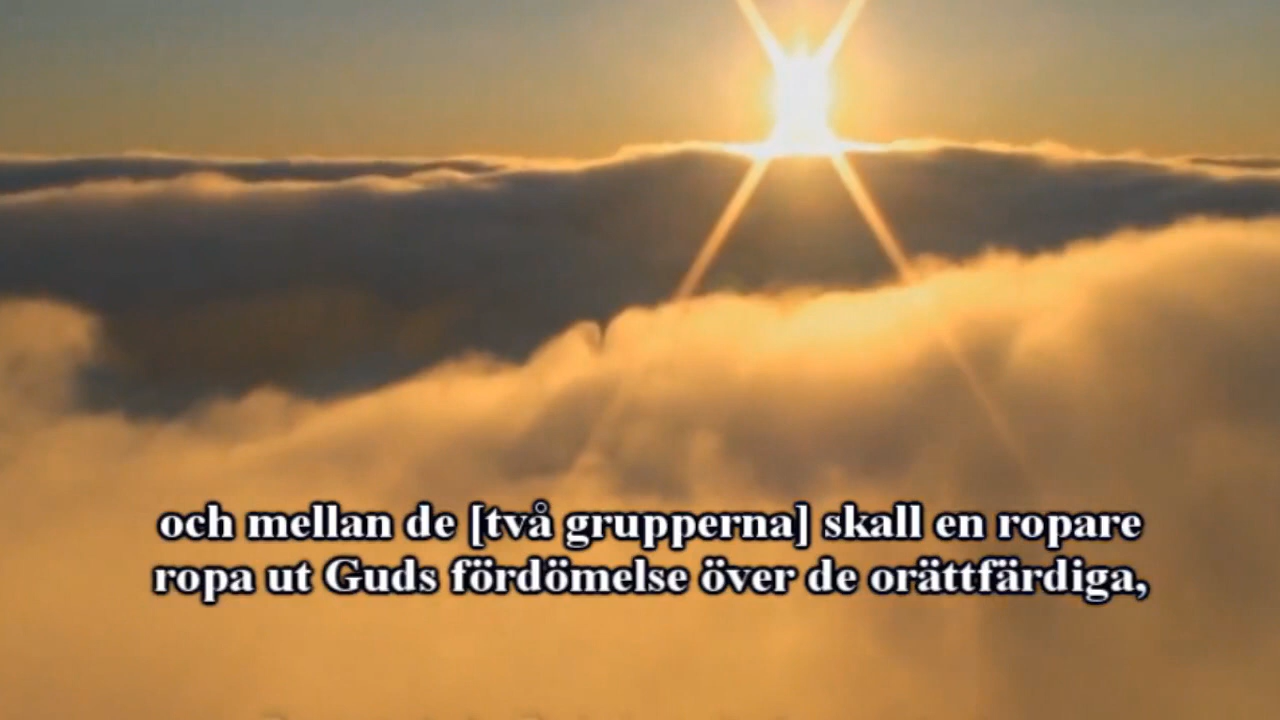 och mellan de [två grupperna] skall en ropare
ropa ut Guds fördömelse över de orättfärdiga,